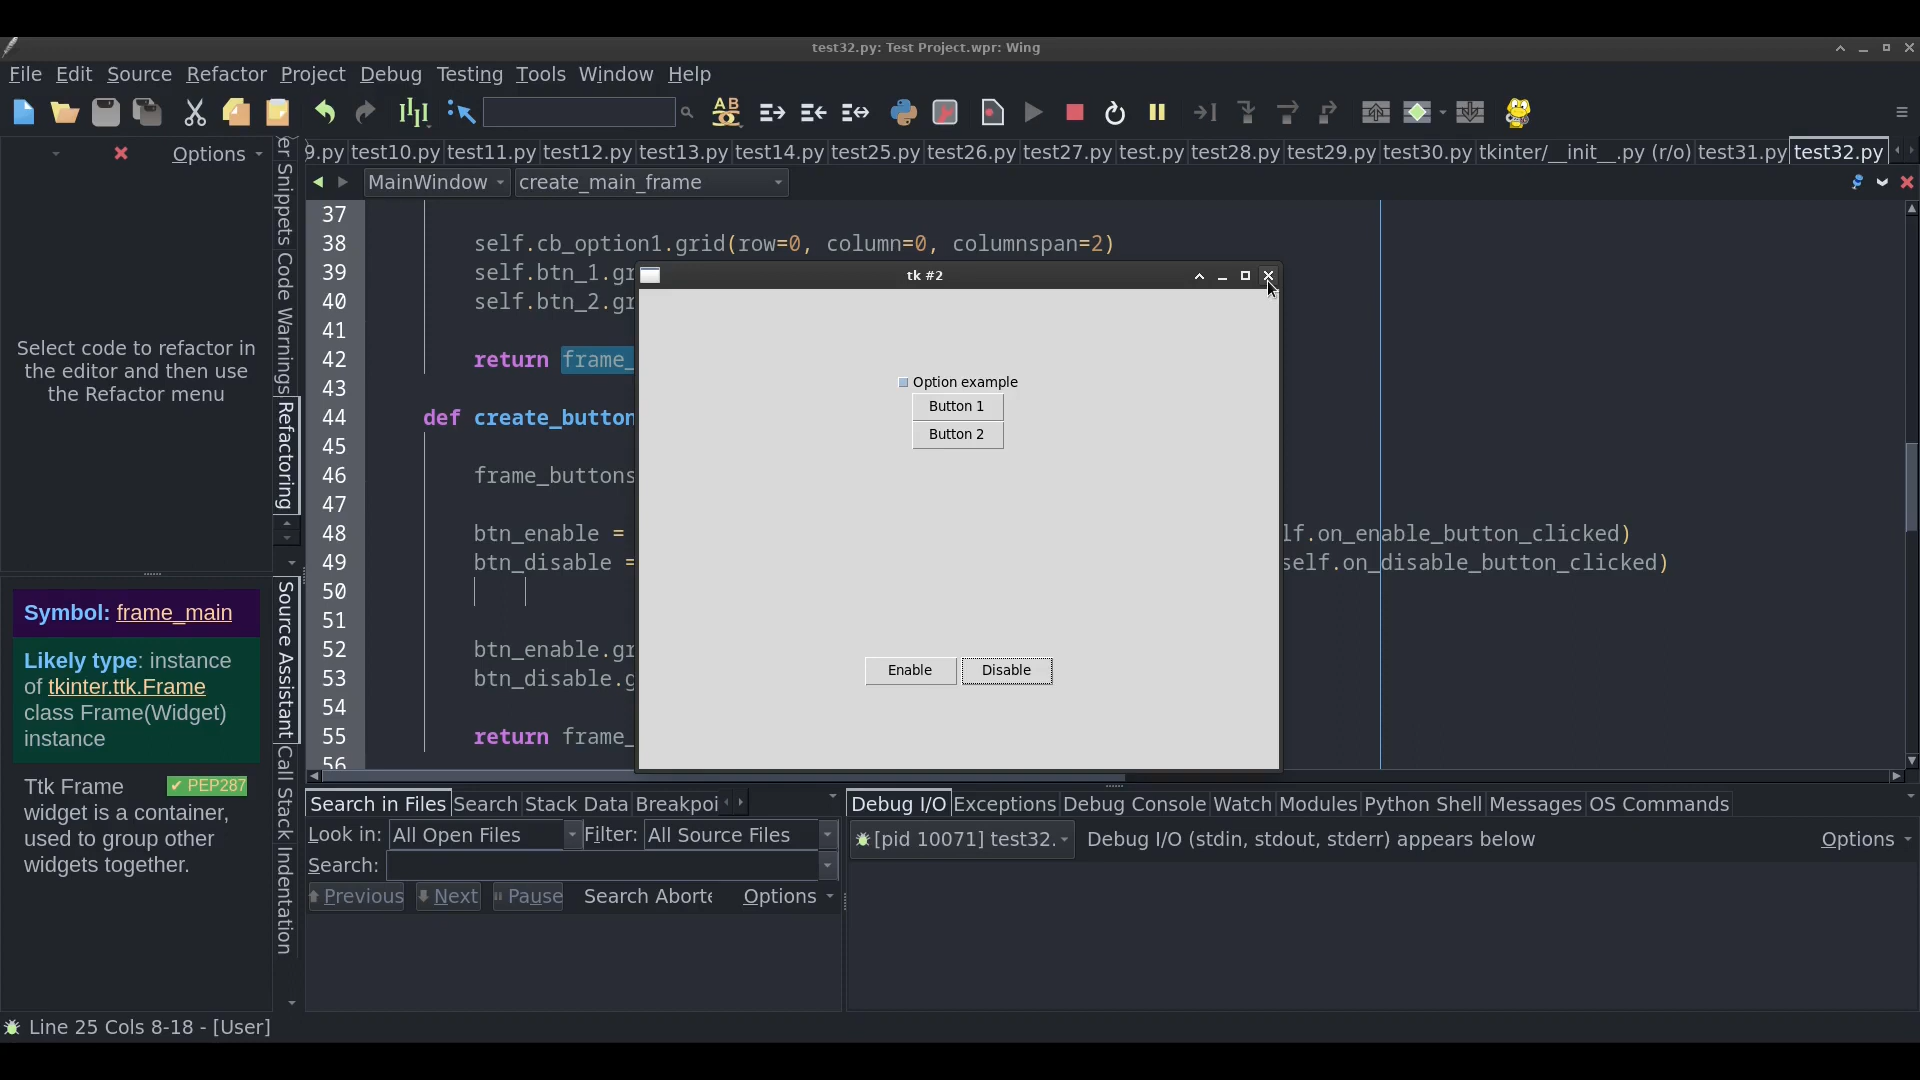 test32.py: Test Project.wpr: Wing
File Edit Source Refactor Project Debug Testing Tools Window Help
9.py test10.py test11.py test12.py test13.py test14.py test25.py test26.py test27.py test.py test28.py test29.py test30.py tkinter/__init__.py (r/o) test31.py test32.py
Options
MainWindow create_main_frame
Select code to refactor in
the editor and then use
the Refactor menu
er Snippets
Code Warnings
Refactoring
37
38 self.cb_option1.grid(row=0, column=0, columnspan=2)
39 self.btn_1.gr
40 self.btn_2.gr
41
42 return frame_
43
44 def create_button
45
46 frame_buttons
47
48 btn_enable = lf.on_enable_button_clicked)
49 btn_disable = self.on_disable_button_clicked)
50
51
52 btn_enable.gr
53 btn_disable.g
54
55 return frame_
56
tk #2
Option example
Button 1
Button 2
Enable Disable
Symbol: frame_main
Likely type: instance
of tkinter.ttk.Frame
class Frame(Widget)
instance
Ttk Frame ✔ PEP287
widget is a container,
used to group other
widgets together.
Source Assistant
Call Stack
Indentation
Search in Files Search Stack Data Breakpoi
Look in: All Open Files Filter: All Source Files
Search:
Previous Next Pause Search Aborte Options
Debug I/O Exceptions Debug Console Watch Modules Python Shell Messages OS Commands
[pid 10071] test32. Debug I/O (stdin, stdout, stderr) appears below Options
Line 25 Cols 8-18 - [User]